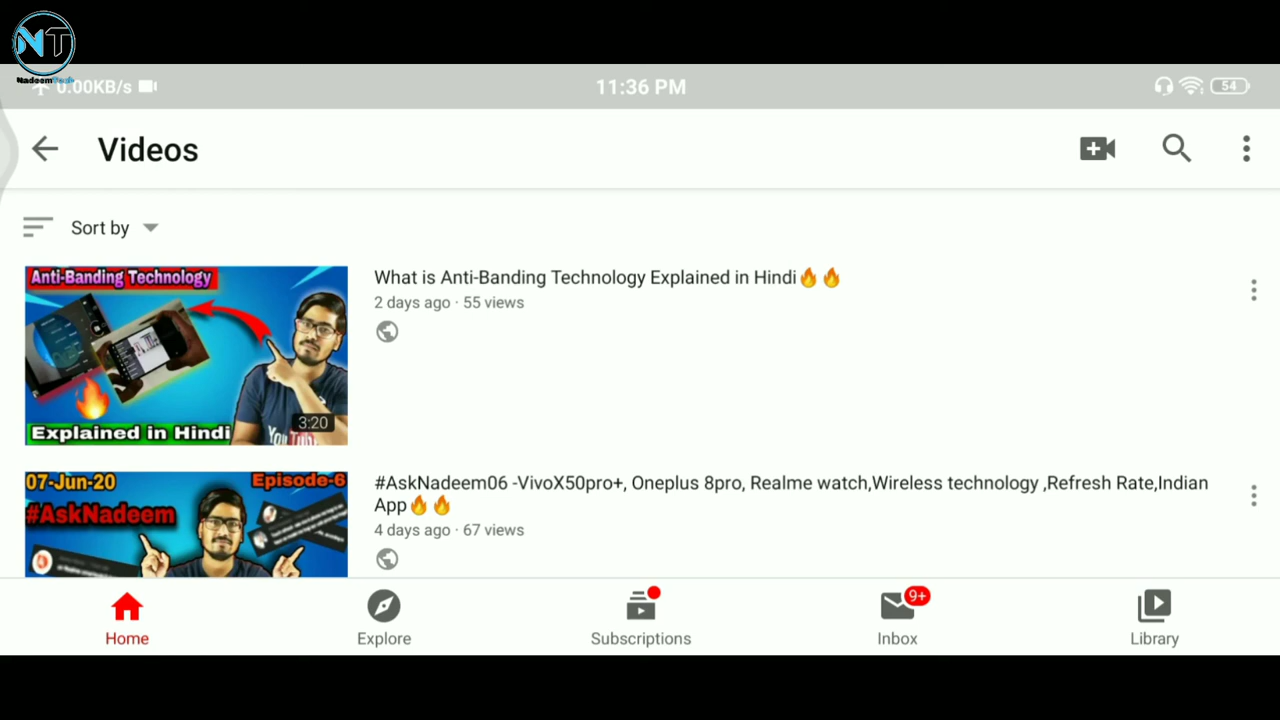 NT
NadeemTech
0.00KB/s
11:36 PM
54
Videos
Sort by
Anti-Banding Technology
Explained in Hindi
3:20
What is Anti-Banding Technology Explained in Hindi🔥🔥
2 days ago · 55 views
07-Jun-20
Episode-6
#AskNadeem
#AskNadeem06 -VivoX50pro+, Oneplus 8pro, Realme watch,Wireless technology ,Refresh Rate,Indian
App🔥🔥
4 days ago · 67 views
Home
Explore
Subscriptions
9+
Inbox
Library